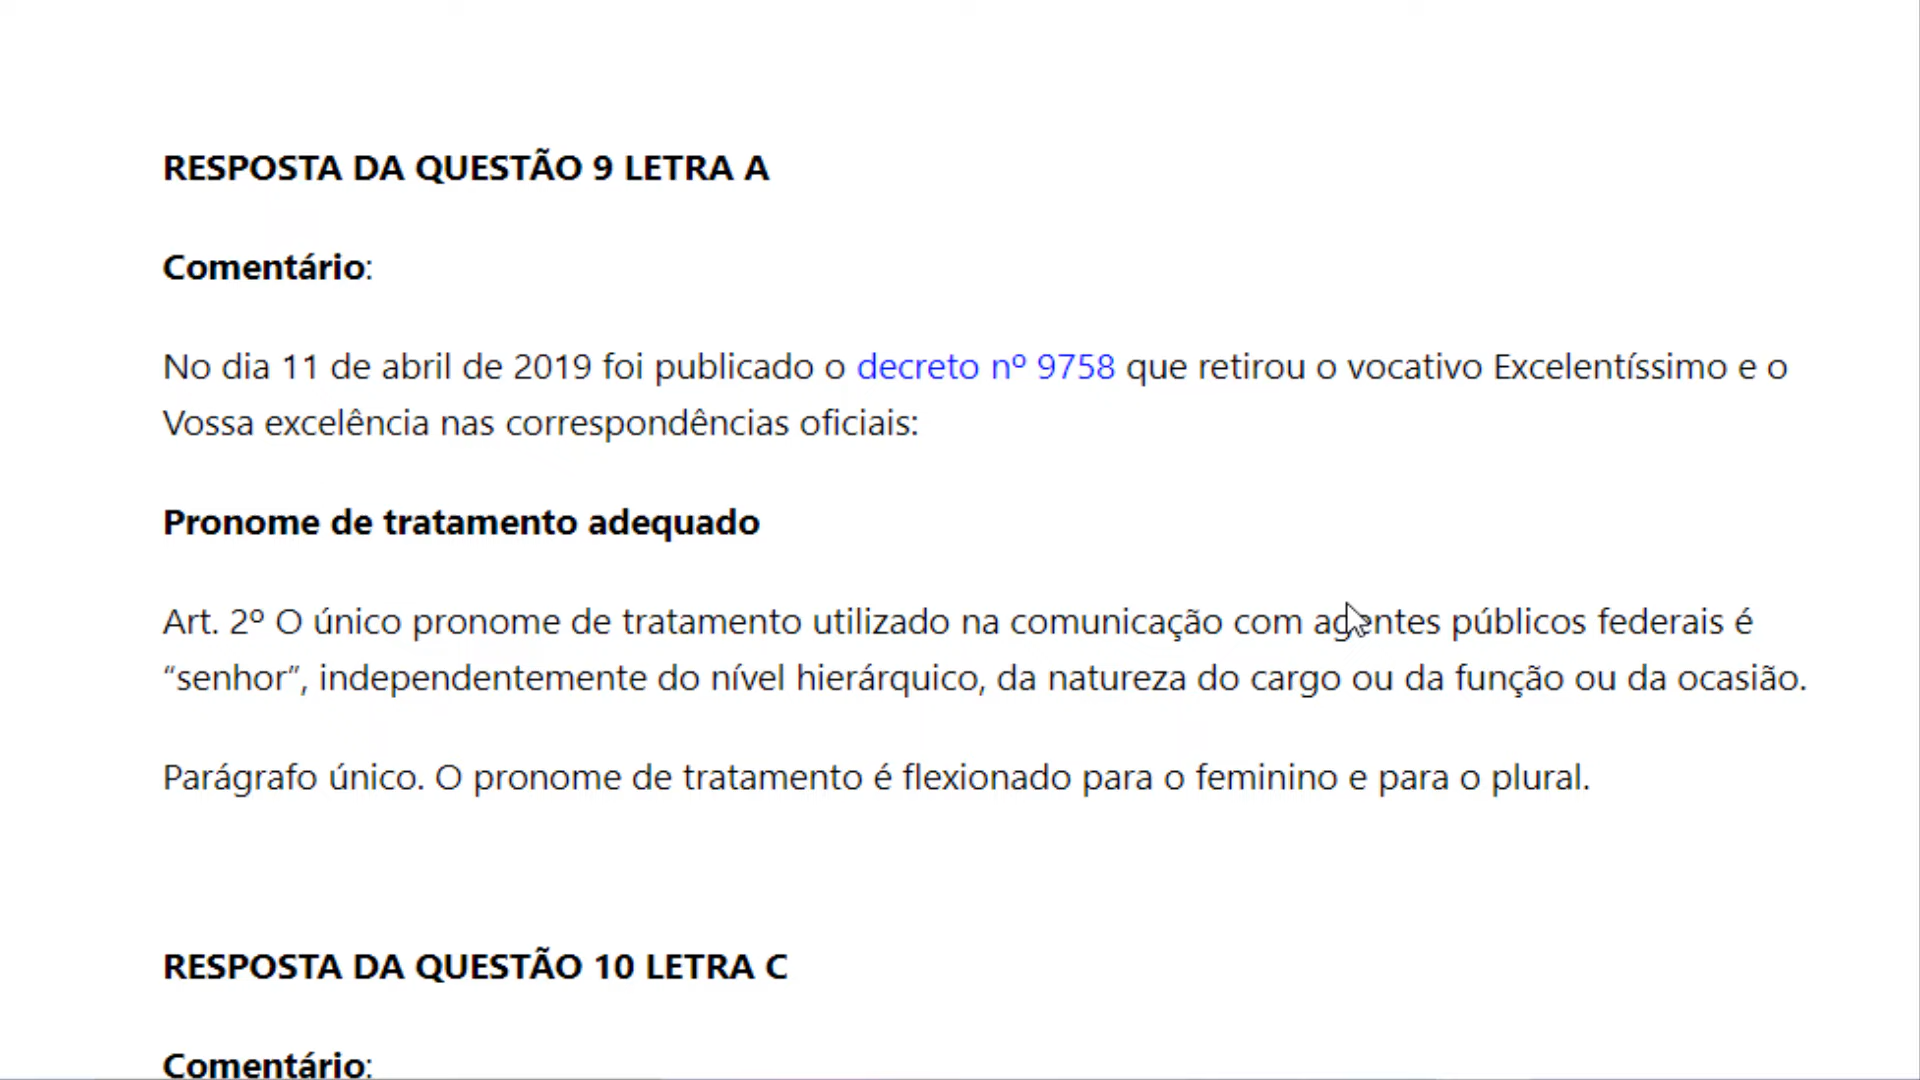 RESPOSTA DA QUESTÃO 9 LETRA A
Comentário:
No dia 11 de abril de 2019 foi publicado o decreto nº 9758 que retirou o vocativo Excelentíssimo e o
Vossa excelência nas correspondências oficiais:
Pronome de tratamento adequado
Art. 2º O único pronome de tratamento utilizado na comunicação com agentes públicos federais é
“senhor”, independentemente do nível hierárquico, da natureza do cargo ou da função ou da ocasião.
Parágrafo único. O pronome de tratamento é flexionado para o feminino e para o plural.
RESPOSTA DA QUESTÃO 10 LETRA C
Comentário: